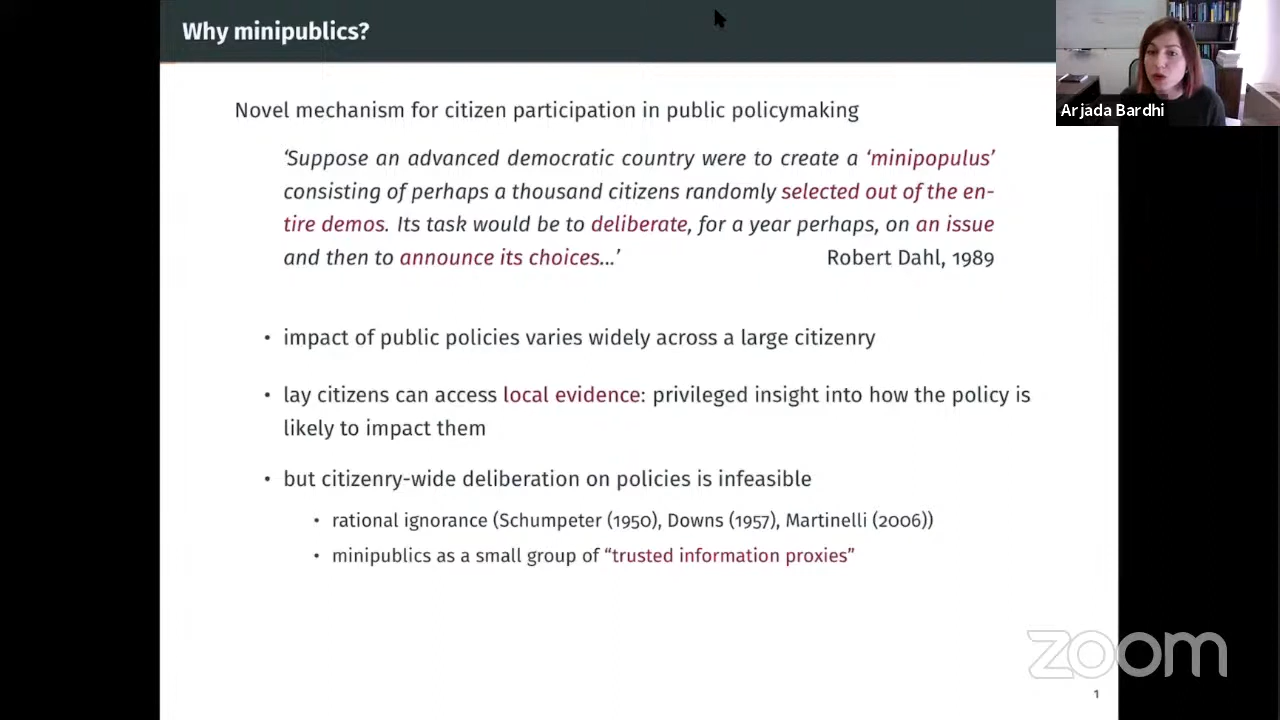 Why minipublics?
Arjada Bardhi
Novel mechanism for citizen participation in public policymaking
‘Suppose an advanced democratic country were to create a ‘minipopulus’
consisting of perhaps a thousand citizens randomly selected out of the en-
tire demos. Its task would be to deliberate, for a year perhaps, on an issue
and then to announce its choices...’ Robert Dahl, 1989
• impact of public policies varies widely across a large citizenry
• lay citizens can access local evidence: privileged insight into how the policy is
likely to impact them
• but citizenry-wide deliberation on policies is infeasible
• rational ignorance (Schumpeter (1950), Downs (1957), Martinelli (2006))
• minipublics as a small group of “trusted information proxies”
zoom
1